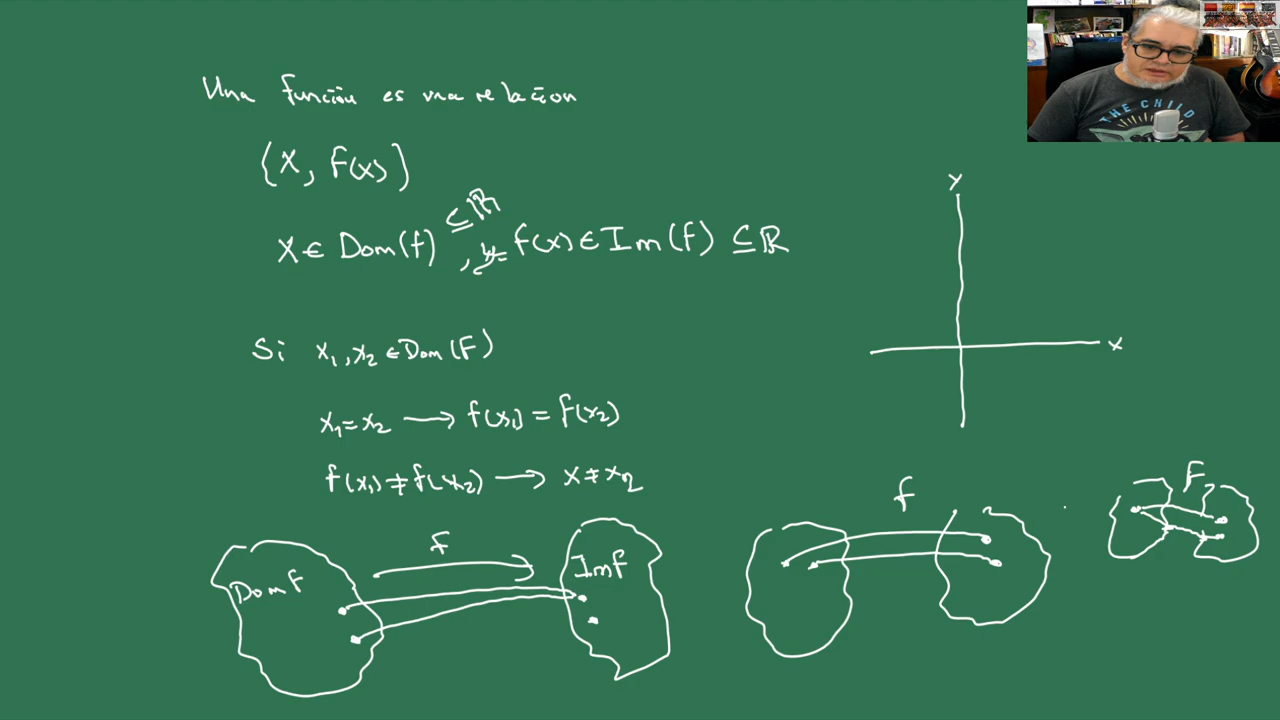 Una función es una relación
(x, f(x))
x ∈ Dom(f) ⊆ ℝ, y = f(x) ∈ Im(f) ⊆ ℝ
Si x₁, x₂ ∈ Dom(F)
x₁ = x₂ ⟶ f(x₁) = f(x₂)
f(x₁) ≠ f(x₂) ⟶ x ≠ x₂
Dom f
f
Im f
f
F
y
x
THE CHILD